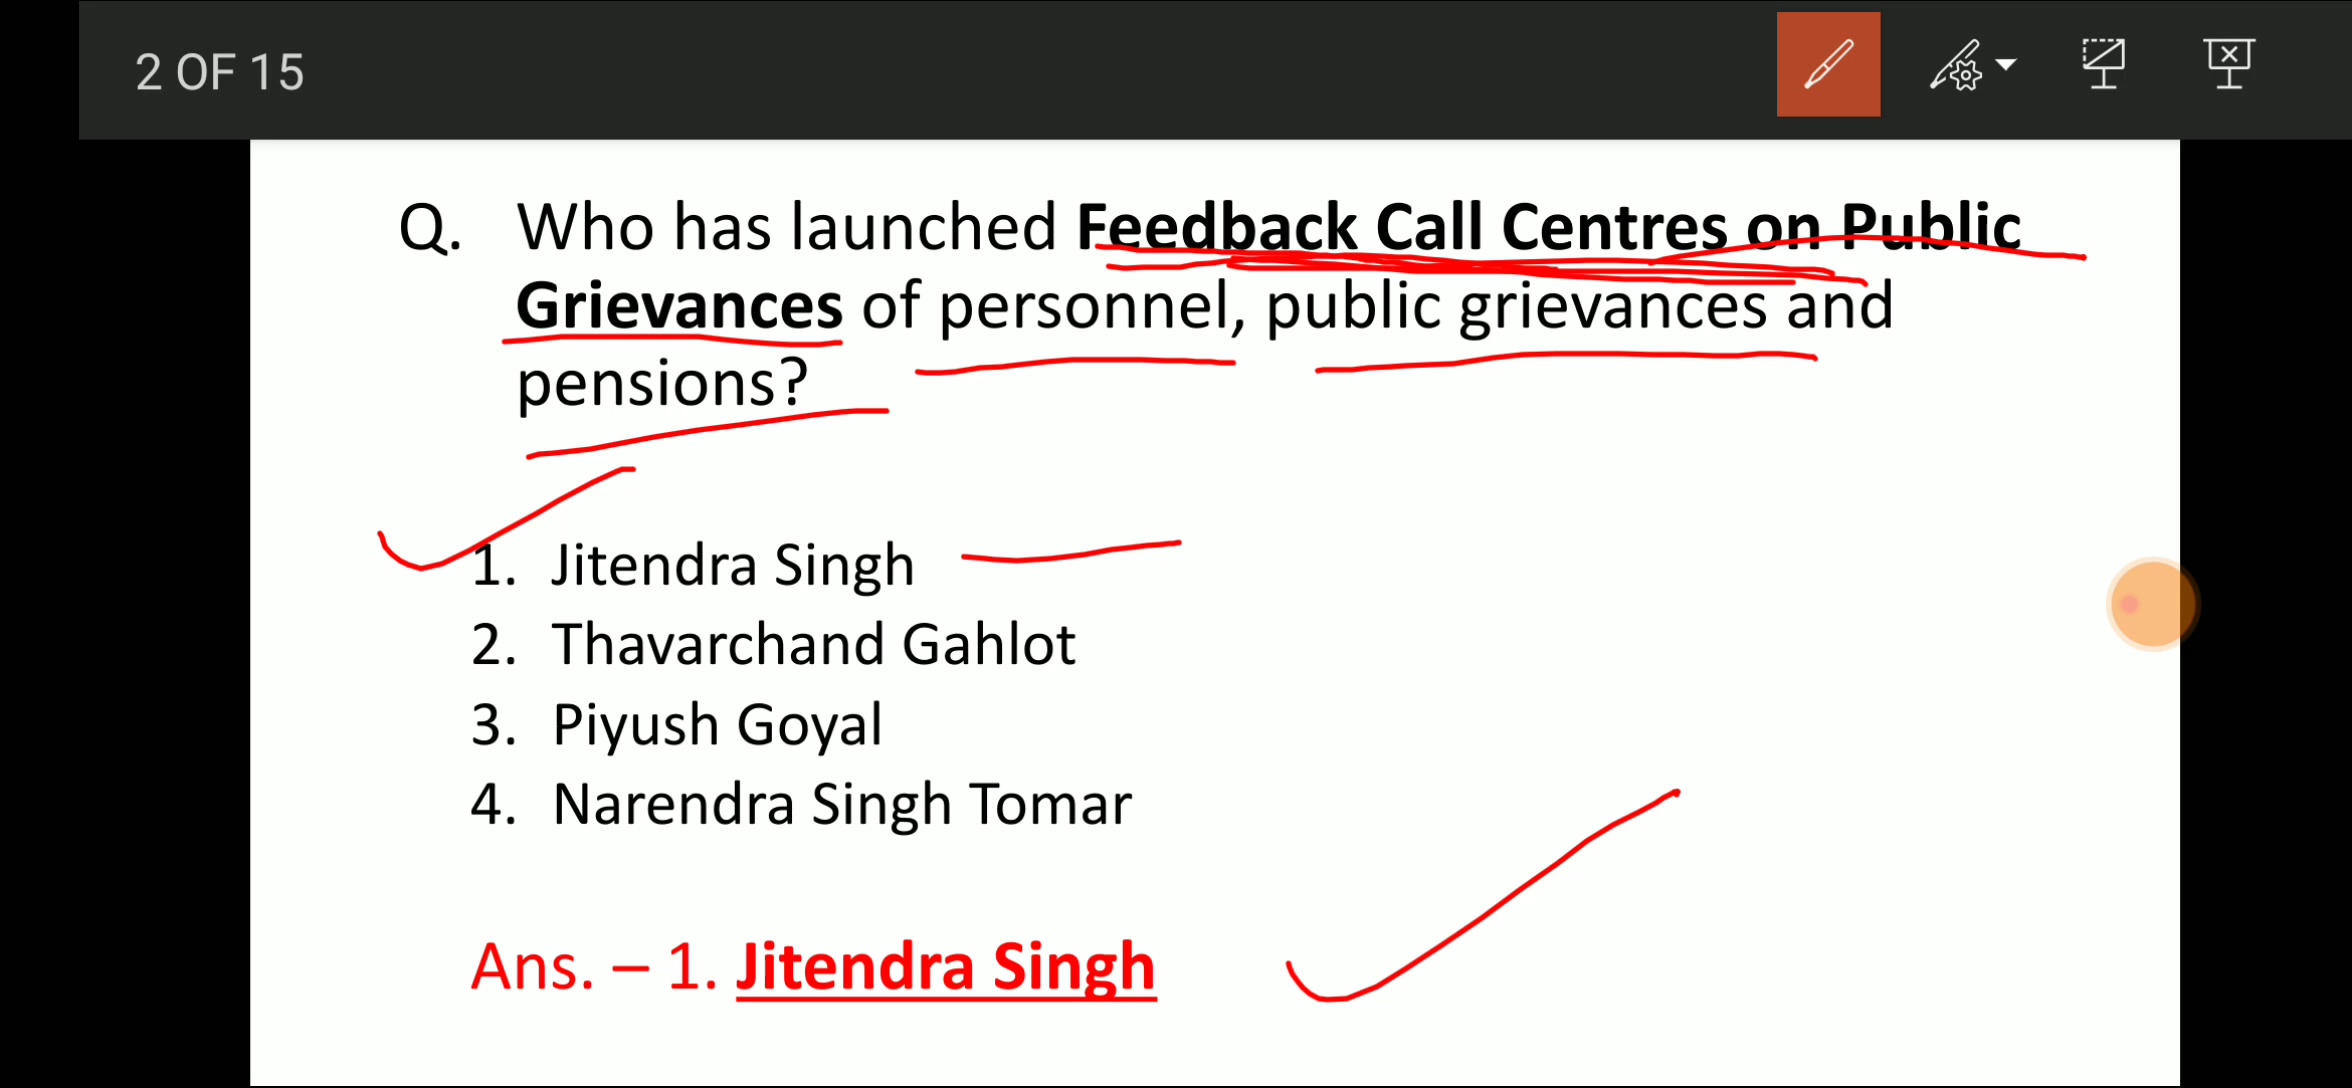 2 OF 15
Q. Who has launched Feedback Call Centres on Public
Grievances of personnel, public grievances and
pensions?
1. Jitendra Singh
2. Thavarchand Gahlot
3. Piyush Goyal
4. Narendra Singh Tomar
Ans. – 1. Jitendra Singh